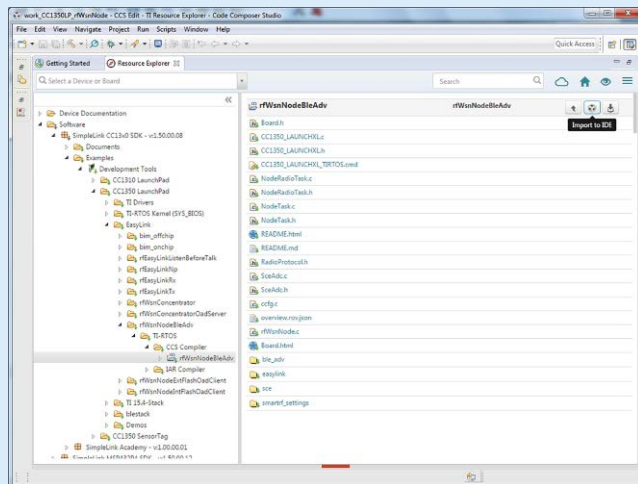 work_CC1350LP_rfWsnNode - CCS Edit - TI Resource Explorer - Code Composer Studio
File Edit View Navigate Project Run Scripts Window Help
Quick Access
Getting Started
Resource Explorer
Select a Device or Board
Search
Device Documentation
Software
SimpleLink CC13x0 SDK - v:1.50.00.08
Documents
Examples
Development Tools
CC1310 LaunchPad
CC1350 LaunchPad
TI Drivers
TI-RTOS Kernel (SYS_BIOS)
EasyLink
bim_offchip
bim_onchip
rfEasyLinkListenBeforeTalk
rfEasyLinkNp
rfEasyLinkRx
rfEasyLinkTx
rfWsnConcentrator
rfWsnConcentratorOadServer
rfWsnNodeBleAdv
TI-RTOS
CCS Compiler
rfWsnNodeBleAdv
IAR Compiler
rfWsnNodeExtFlashOadClient
rfWsnNodeIntFlashOadClient
TI 15.4-Stack
blestack
Demos
CC1350 SensorTag
SimpleLink Academy - v:1.00.00.01
rfWsnNodeBleAdv
rfWsnNodeBleAdv
Import to IDE
Board.h
CC1350_LAUNCHXL.c
CC1350_LAUNCHXL.h
CC1350_LAUNCHXL_TIRTOS.cmd
NodeRadioTask.c
NodeRadioTask.h
NodeTask.c
NodeTask.h
README.html
README.md
RadioProtocol.h
SceAdc.c
SceAdc.h
ccfg.c
overview.rov.json
rfWsnNode.c
Board.html
ble_adv
easylink
sce
smartrf_settings